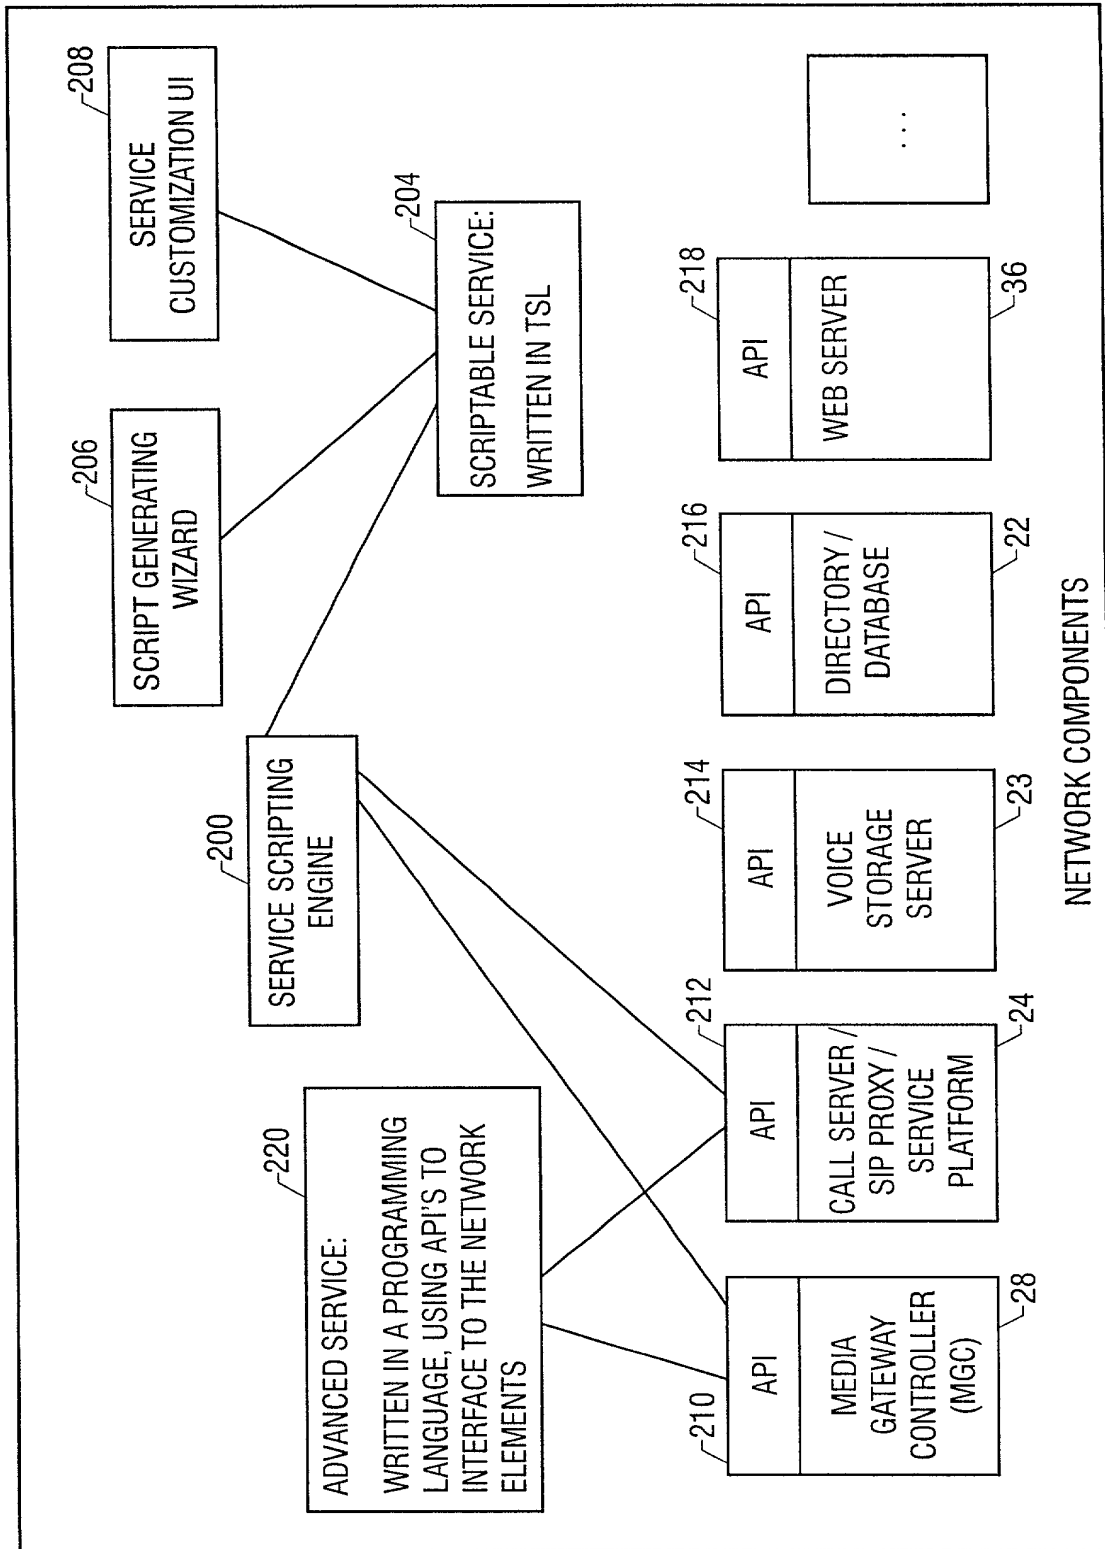 208
SERVICE
CUSTOMIZATION UI
206
SCRIPT GENERATING
WIZARD
204
SCRIPTABLE SERVICE:
WRITTEN IN TSL
200
SERVICE SCRIPTING
ENGINE
220
ADVANCED SERVICE:
WRITTEN IN A PROGRAMMING
LANGUAGE, USING API'S TO
INTERFACE TO THE NETWORK
ELEMENTS
210
API
MEDIA
GATEWAY
CONTROLLER
(MGC)
28
212
API
CALL SERVER/
SIP PROXY/
SERVICE
PLATFORM
24
214
API
VOICE
STORAGE
SERVER
23
216
API
DIRECTORY/
DATABASE
22
218
API
WEB SERVER
36
...
NETWORK COMPONENTS